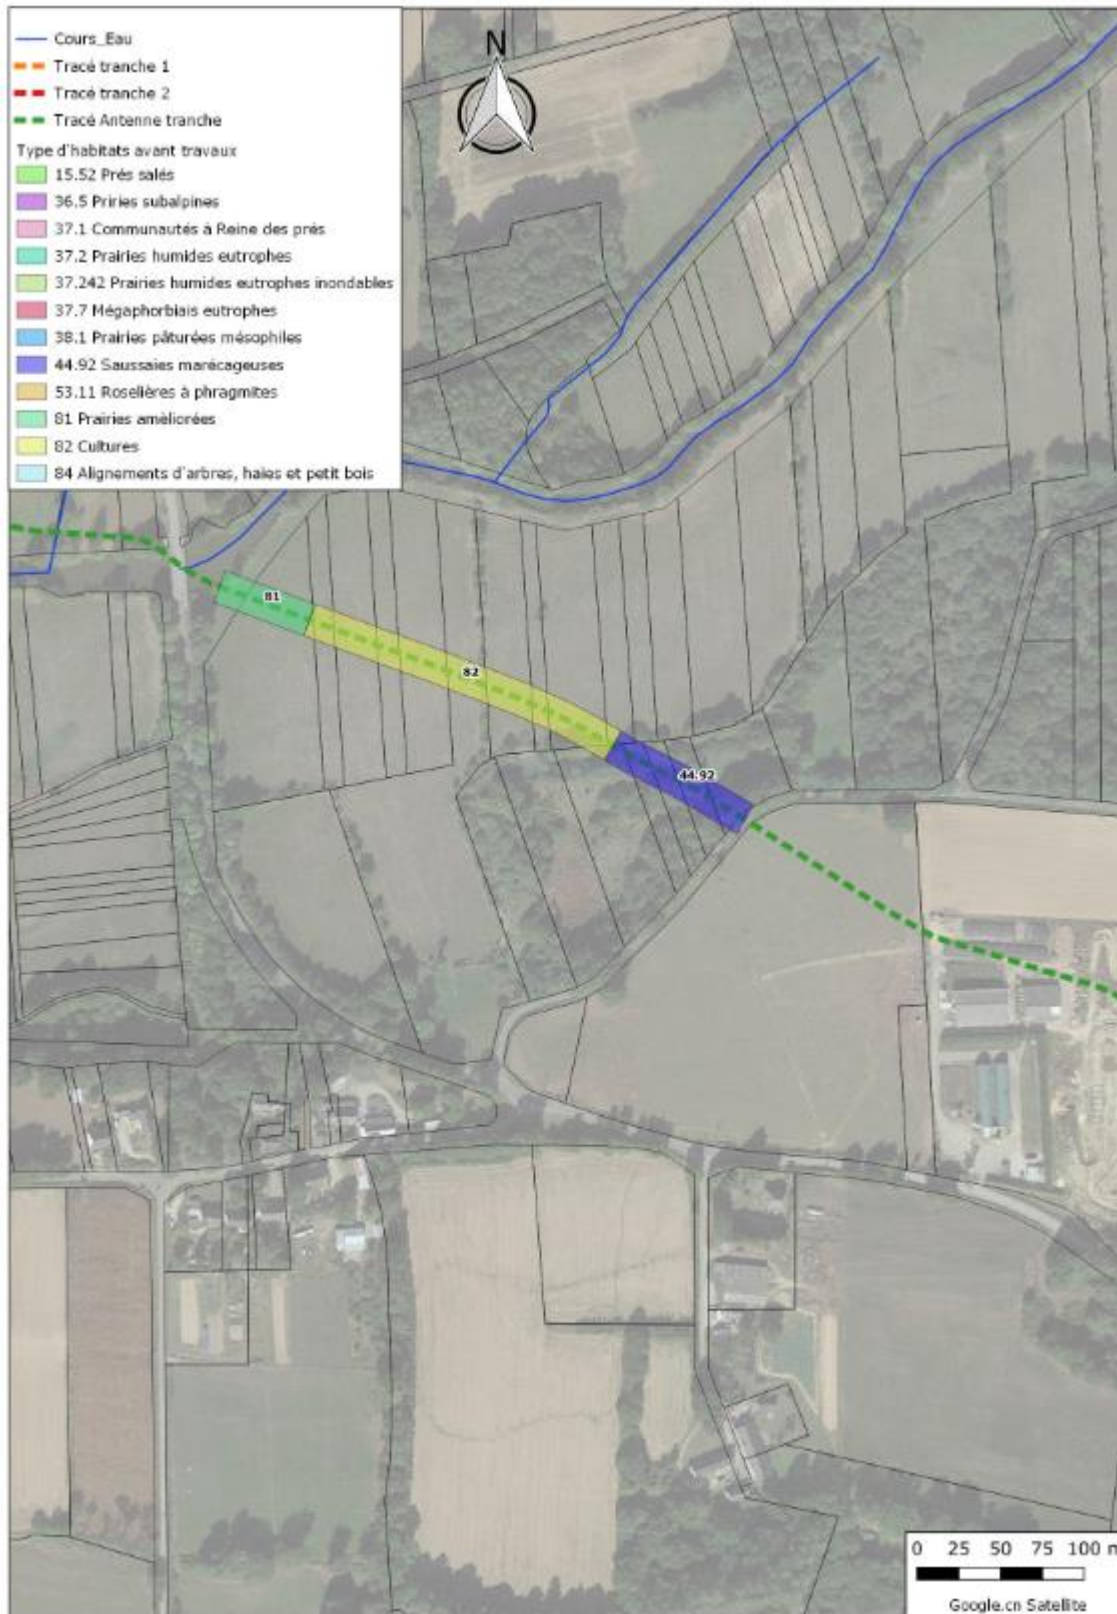 Cours_Eau
Tracé tranche 1
Tracé tranche 2
Tracé Antenne tranche
Type d'habitats avant travaux
15.52 Prés salés
36.5 Priries subalpines
37.1 Communautés à Reine des prés
37.2 Prairies humides eutrophes
37.242 Prairies humides eutrophes inondables
37.7 Mégaphorbiais eutrophes
38.1 Prairies pâturées mésophiles
44.92 Saussaies marécageuses
53.11 Roselières à phragmites
81 Prairies améliorées
82 Cultures
84 Alignements d'arbres, haies et petit bois
N
81
82
44.92
0 25 50 75 100 m
Google.cn Satellite